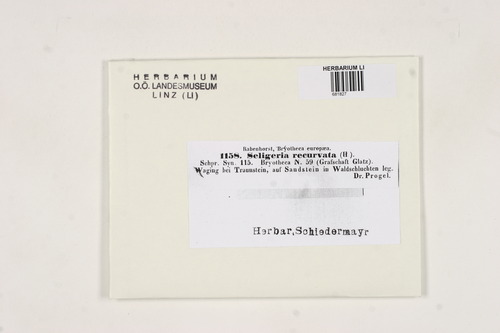 HERBARIUM
O.Ö. LANDESMUSEUM
LINZ (LI)
HERBARIUM LI
Rabenhorst, Bryotheca europaea.
1158. Seligeria recurvata (H).
Schpr. Syn. 115. Bryotheca N. 59 (Grafschaft Glatz).
Waging bei Traunstein, auf Sandstein in Waldschluchten leg.
Dr. Progel.
Herbar, Schiedermayr